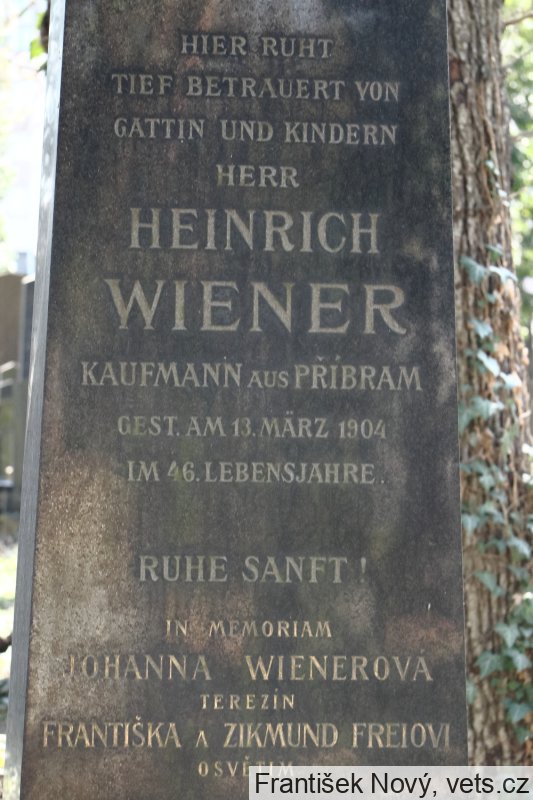 HIER RUHT
TIEF BETRAUERT VON
GATTIN UND KINDERN
HERR
HEINRICH
WIENER
KAUFMANN AUS PŘÍBRAM
GEST. AM 13. MÄRZ 1904
IM 46. LEBENSJAHRE.
RUHE SANFT!
IN MEMORIAM
JOHANNA WIENEROVÁ
TEREZÍN
FRANTIŠKA A ZIKMUND FREIOVI
OSVĚTIM
František Nový, vets.cz